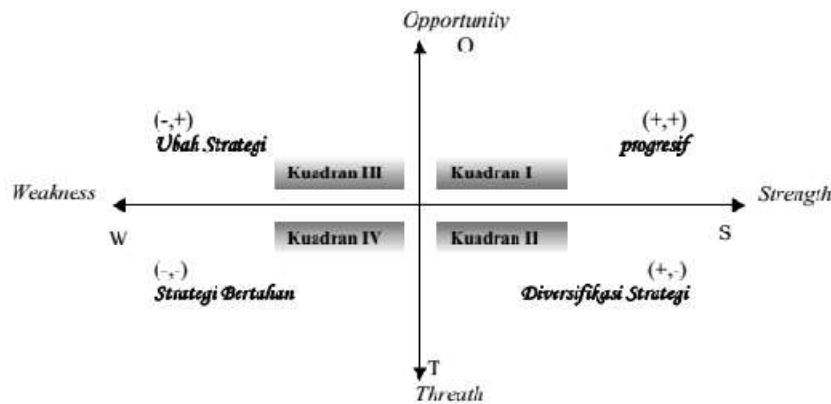 Opportunity
O
(-,+)
Ubah Strategi
(+,+)
progresif
Kuadran III
Kuadran I
Weakness
Strength
W
Kuadran IV
Kuadran II
S
(-,-)
Strategi Bertahan
(+,-)
Diversifikasi Strategi
T
Threath